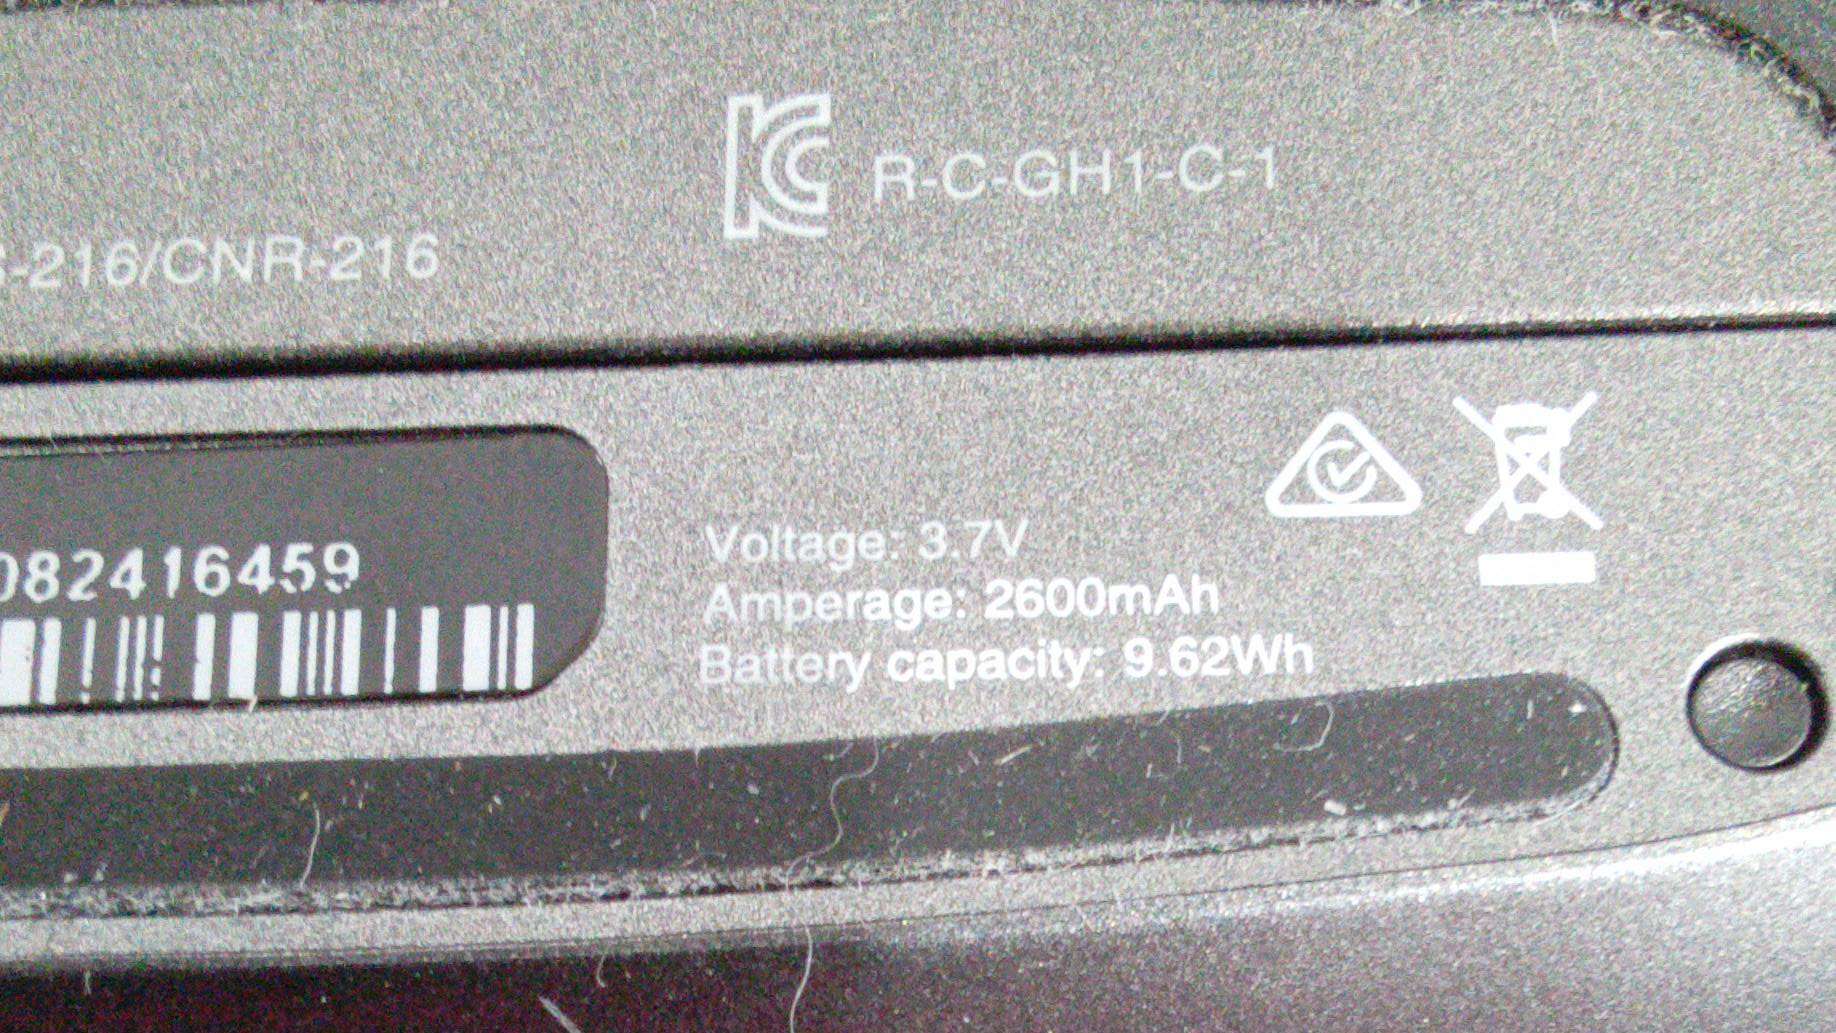 R-C-GH1-C-1
-216/CNR-216
082416459
Voltage: 3.7V
Amperage: 2600mAh
Battery capacity: 9.62Wh